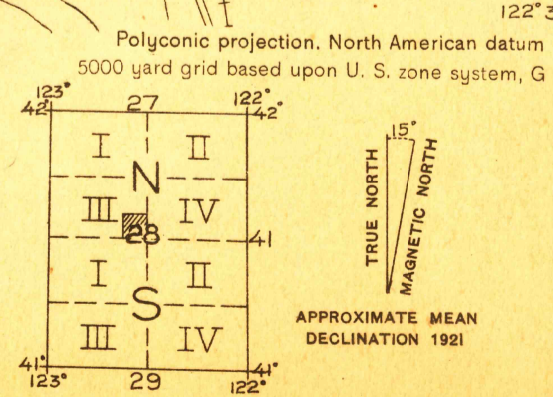 122° 3
Polyconic projection. North American datum
5000 yard grid based upon U. S. zone system, G
123° 27 122°
42° 42°
I II
N
III IV
28 41
I II
S
III IV
41° 41°
123° 29 122°
15°
TRUE NORTH
MAGNETIC NORTH
APPROXIMATE MEAN
DECLINATION 1921